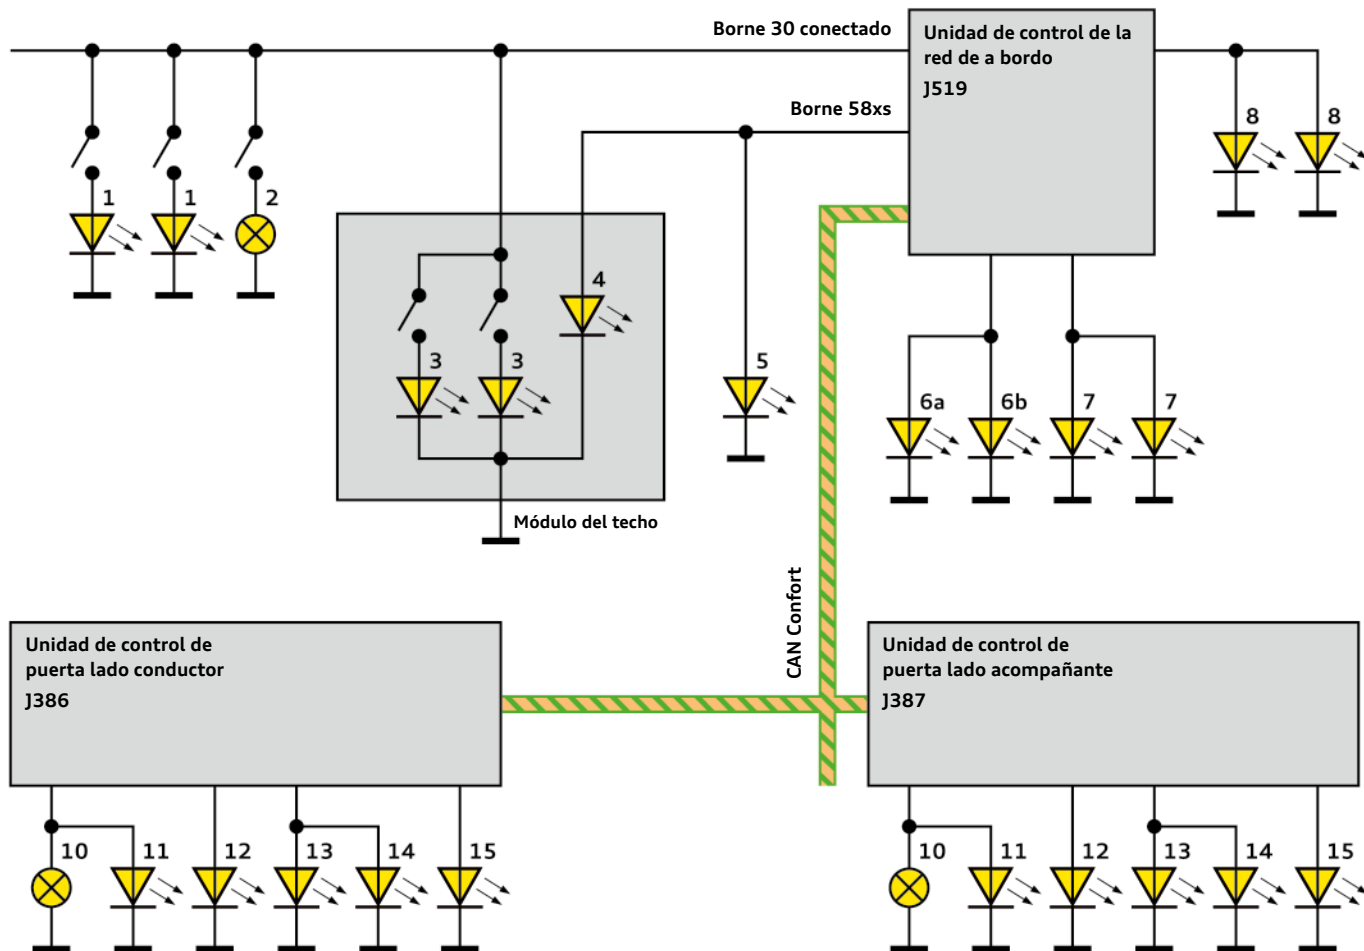 Borne 30 conectado
Unidad de control de la
red de a bordo
J519
Borne 58xs
8
8
1
1
2
4
3
3
5
6a
6b
7
7
Módulo del techo
CAN Confort
Unidad de control de
puerta lado conductor
J386
Unidad de control de
puerta lado acompañante
J387
10
11
12
13
14
15
10
11
12
13
14
15